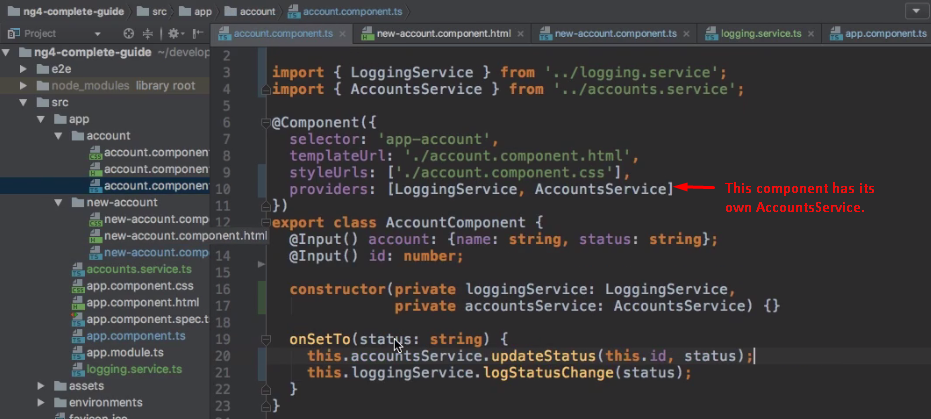 ng4-complete-guide src app account account.component.ts
Project
account.component.ts new-account.component.html new-account.component.ts logging.service.ts app.component.ts
ng4-complete-guide ~/develop
e2e
node_modules library root
src
app
account
account.component
account.component
account.component
new-account
new-account.comp
new-account.component.html
new-account.comp
accounts.service.ts
app.component.css
app.component.html
app.component.spec.t
app.component.ts
app.module.ts
logging.service.ts
assets
environments
favicon.ico
2
3 import { LoggingService } from '../logging.service';
4 import { AccountsService } from '../accounts.service';
5
6 @Component({
7 selector: 'app-account',
8 templateUrl: './account.component.html',
9 styleUrls: ['./account.component.css'],
10 providers: [LoggingService, AccountsService]
11 })
12 export class AccountComponent {
@Input() account: {name: string, status: string};
14 @Input() id: number;
15
16 constructor(private loggingService: LoggingService,
17 private accountsService: AccountsService) {}
18
19 onSetTo(status: string) {
20 this.accountsService.updateStatus(this.id, status);
21 this.loggingService.logStatusChange(status);
22 }
23 }
This component has its
own AccountsService.